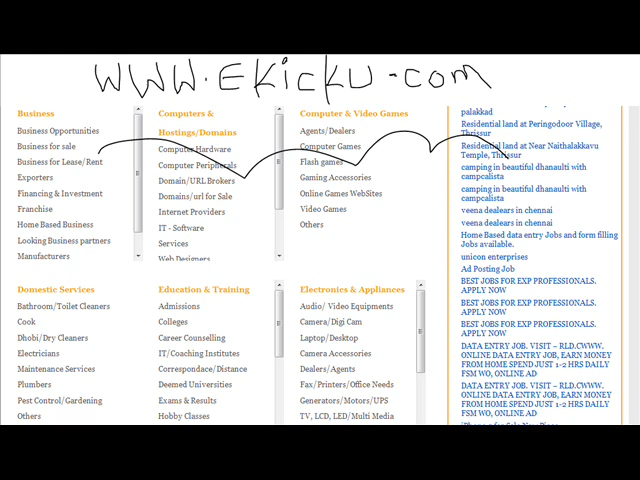 www.Ekicku.com
Business
Business Opportunities
Business for sale
Business for Lease/Rent
Exporters
Financing & Investment
Franchise
Home Based Business
Looking Business partners
Manufacturers
Computers &
Hostings/Domains
Computer Hardware
Computer Peripherals
Domain/URL Brokers
Domains/url for Sale
Internet Providers
IT - Software
Services
Web Designers
Computer & Video Games
Agents/Dealers
Computer Games
Flash games
Gaming Accessories
Online Games WebSites
Video Games
Others
Domestic Services
Bathroom/Toilet Cleaners
Cook
Dhobi/Dry Cleaners
Electricians
Maintenance Services
Plumbers
Pest Control/Gardening
Others
Education & Training
Admissions
Colleges
Career Counselling
IT/Coaching Institutes
Correspondace/Distance
Deemed Universities
Exams & Results
Hobby Classes
Electronics & Appliances
Audio/ Video Equipments
Camera/Digi Cam
Laptop/Desktop
Camera Accessories
Dealers/Agents
Fax/Printers/Office Needs
Generators/Motors/UPS
TV, LCD, LED/Multi Media
palakkad
Residential land at Peringodoor Village,
Thrissur
Residential land at Near Naithalakkavu
Temple, Thrissur
camping in beautiful dhanaulti with
campcalista
camping in beautiful dhanaulti with
campcalista
veena dealears in chennai
veena dealears in chennai
Home Based data entry Jobs and form filling
Jobs available.
unicon enterprises
Ad Posting Job
BEST JOBS FOR EXP PROFESSIONALS.
APPLY NOW
BEST JOBS FOR EXP PROFESSIONALS.
APPLY NOW
BEST JOBS FOR EXP PROFESSIONALS.
APPLY NOW
DATA ENTRY JOB. VISIT – RLD.CWWW.
ONLINE DATA ENTRY JOB, EARN MONEY
FROM HOME SPEND JUST 1-2 HRS DAILY
FSM WO, ONLINE AD
DATA ENTRY JOB. VISIT – RLD.CWWW.
ONLINE DATA ENTRY JOB, EARN MONEY
FROM HOME SPEND JUST 1-2 HRS DAILY
FSM WO, ONLINE AD